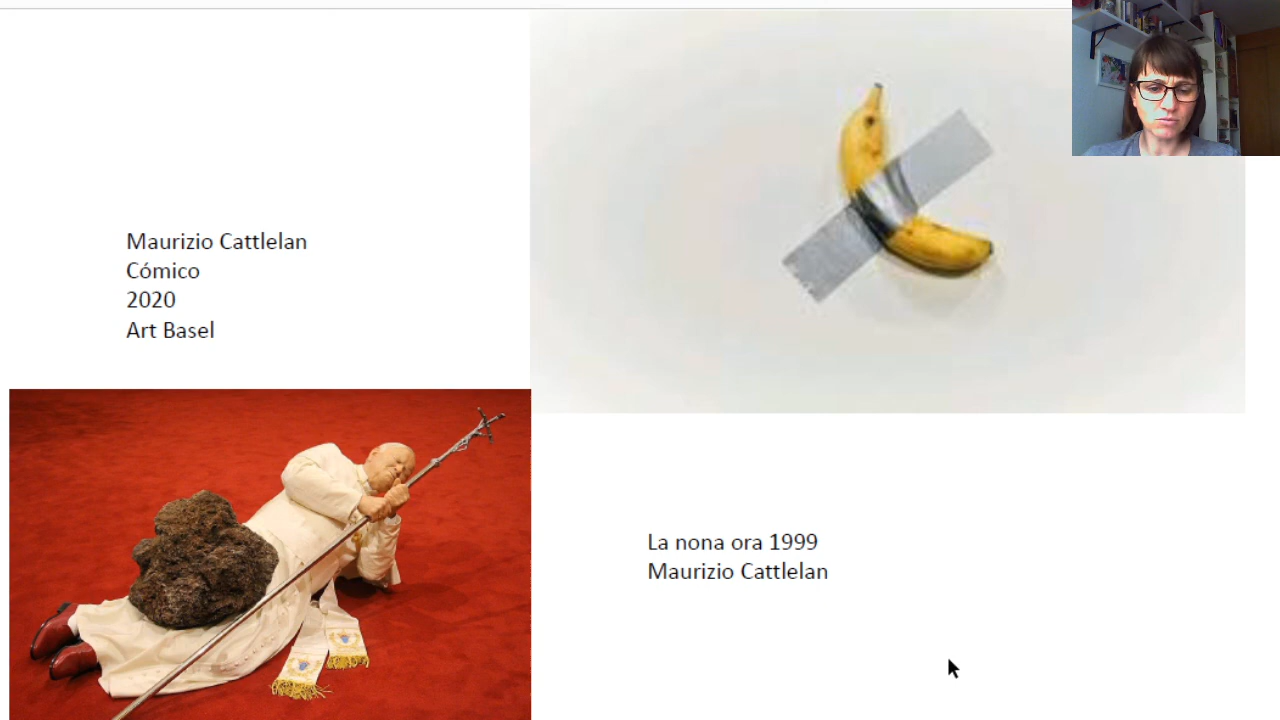 Maurizio Cattlelan
Cómico
2020
Art Basel
La nona ora 1999
Maurizio Cattlelan